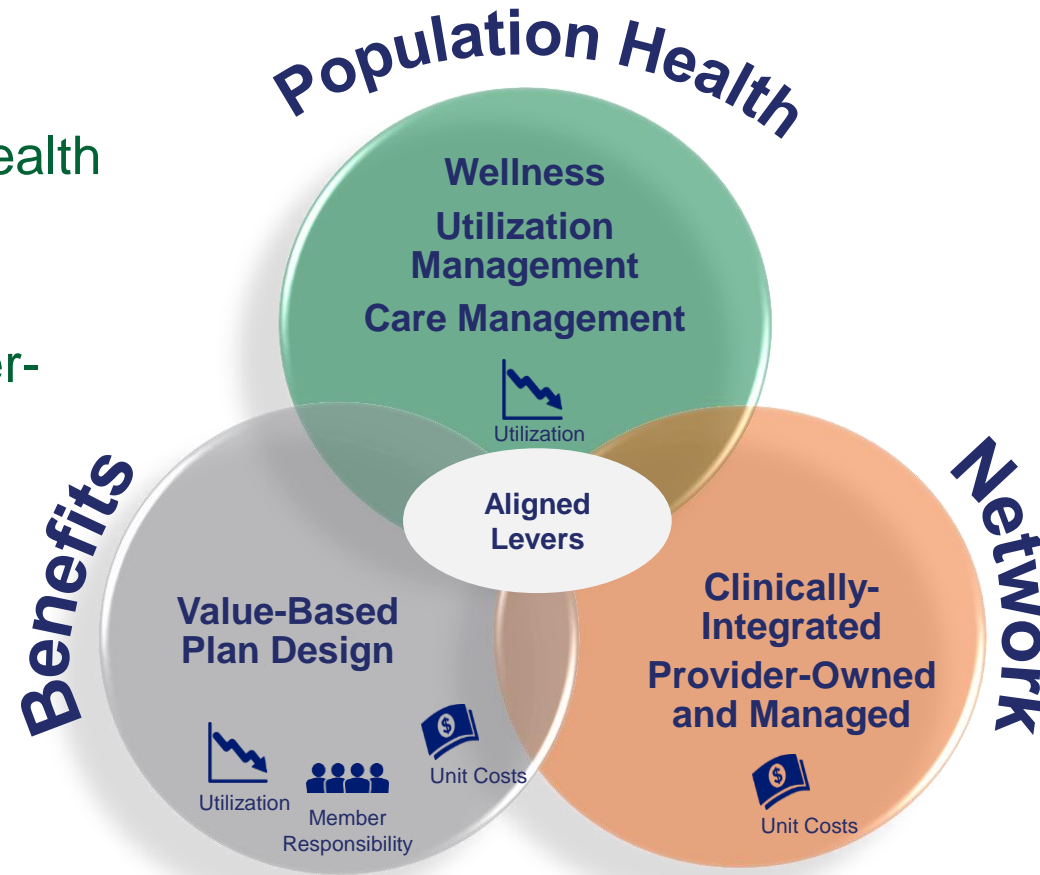 Population Health
ealth
er-
Wellness
Utilization
Management
Care Management
Utilization
Benefits
Network
Aligned
Levers
Value-Based
Plan Design
Clinically-
Integrated
Provider-Owned
and Managed
Utilization
Member
Responsibility
Unit Costs
Unit Costs